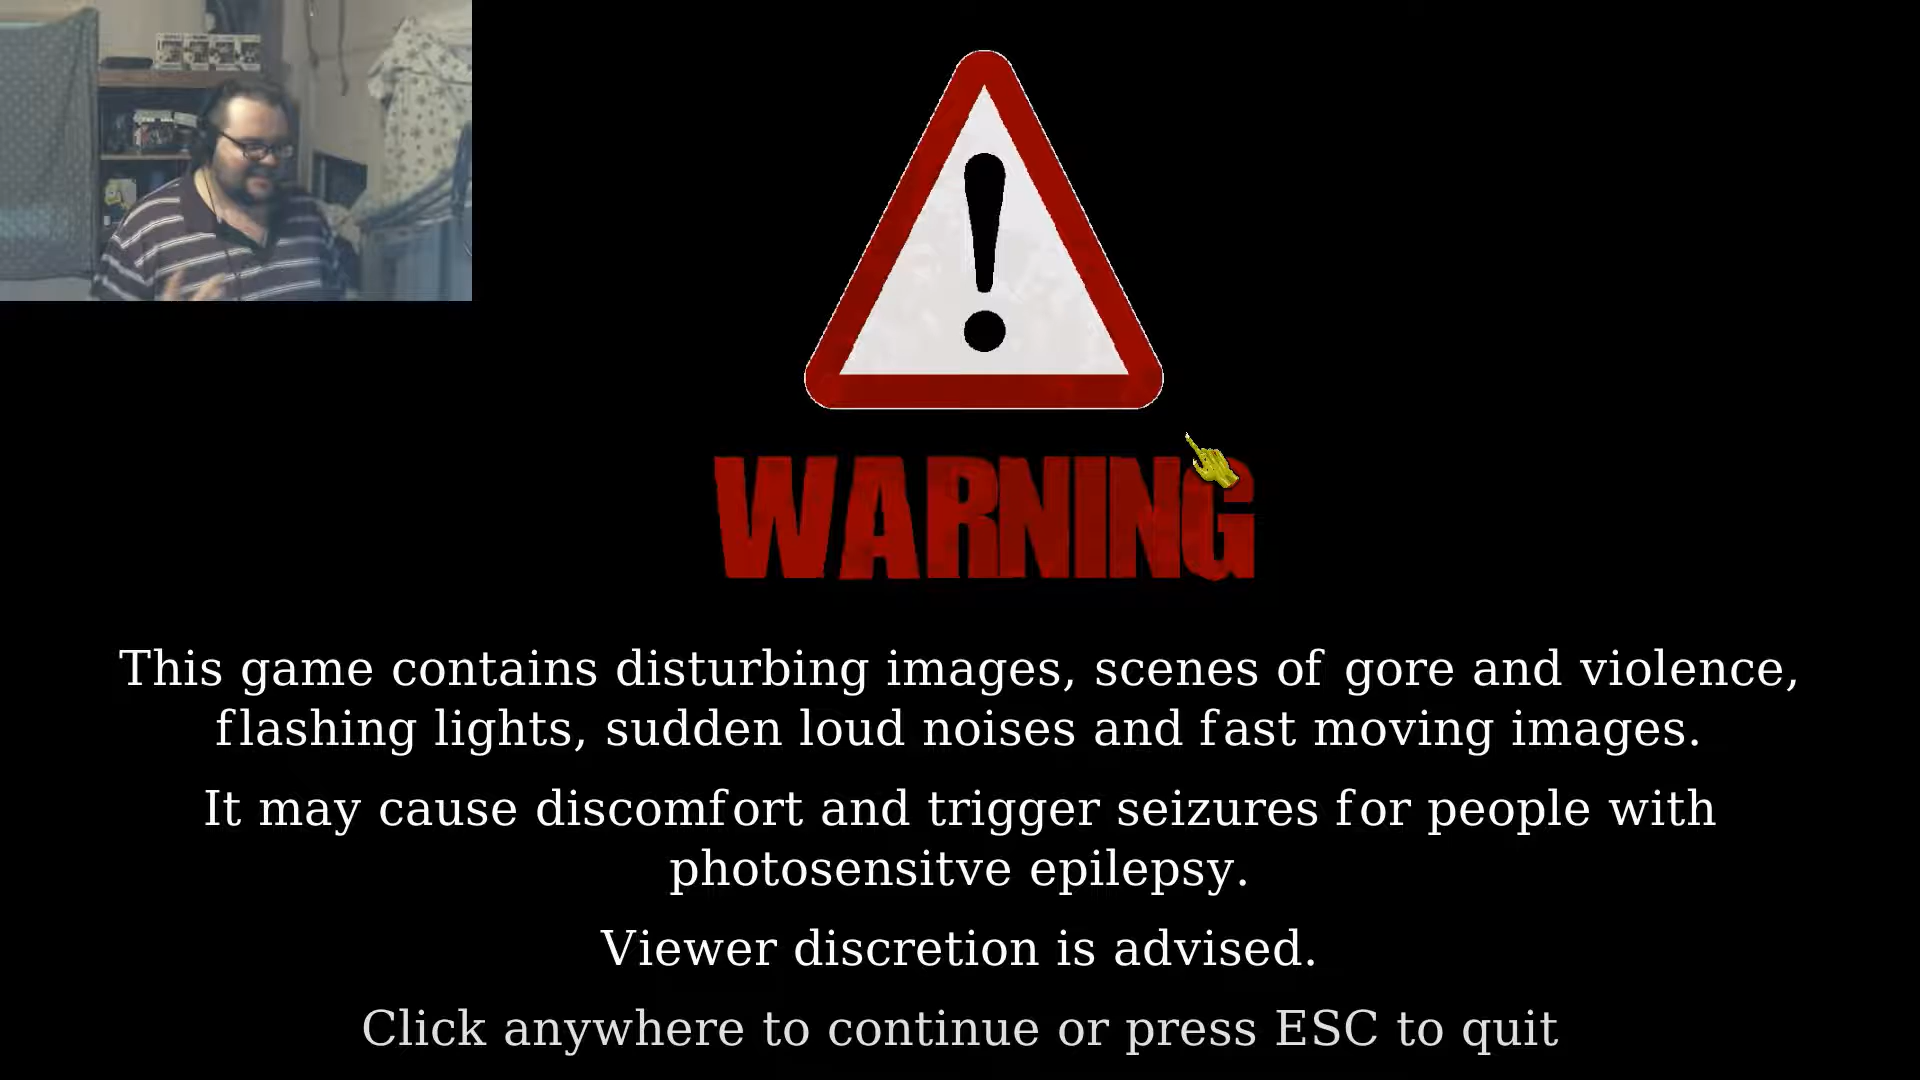 WARNING
This game contains disturbing images, scenes of gore and violence,
flashing lights, sudden loud noises and fast moving images.
It may cause discomfort and trigger seizures for people with
photosensitve epilepsy.
Viewer discretion is advised.
Click anywhere to continue or press ESC to quit